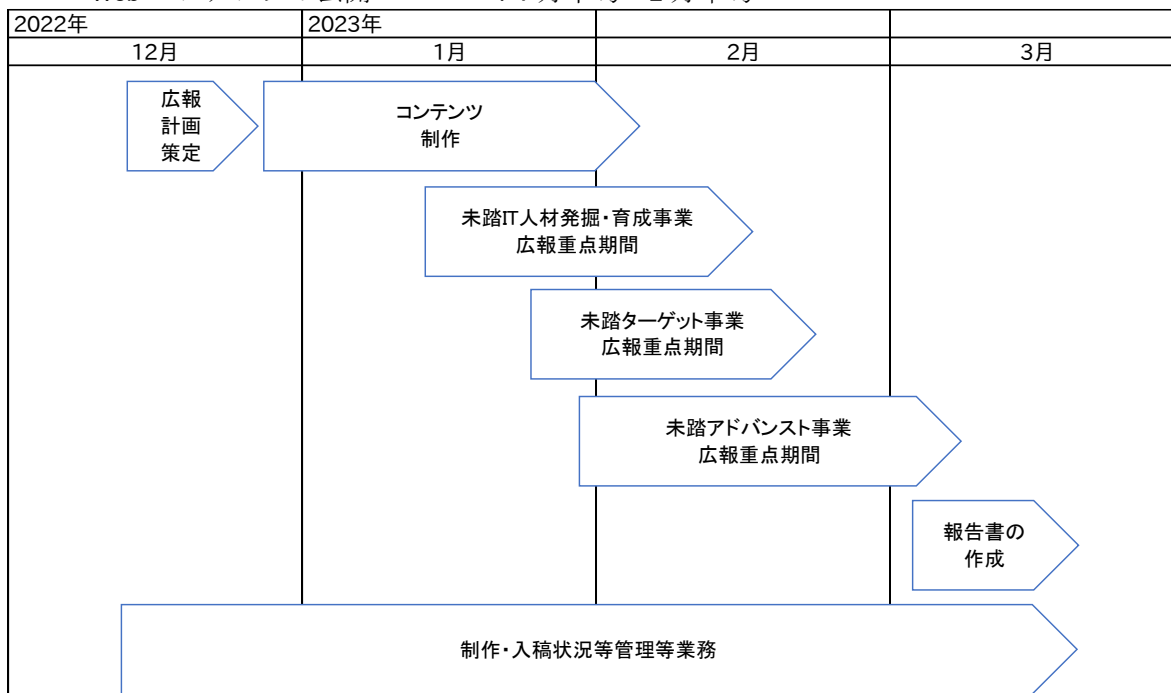 2022年 2023年
12月 1月 2月 3月
広報
計画
策定
コンテンツ
制作
未踏IT人材発掘・育成事業
広報重点期間
未踏ターゲット事業
広報重点期間
未踏アドバンスト事業
広報重点期間
報告書の
作成
制作・入稿状況等管理等業務